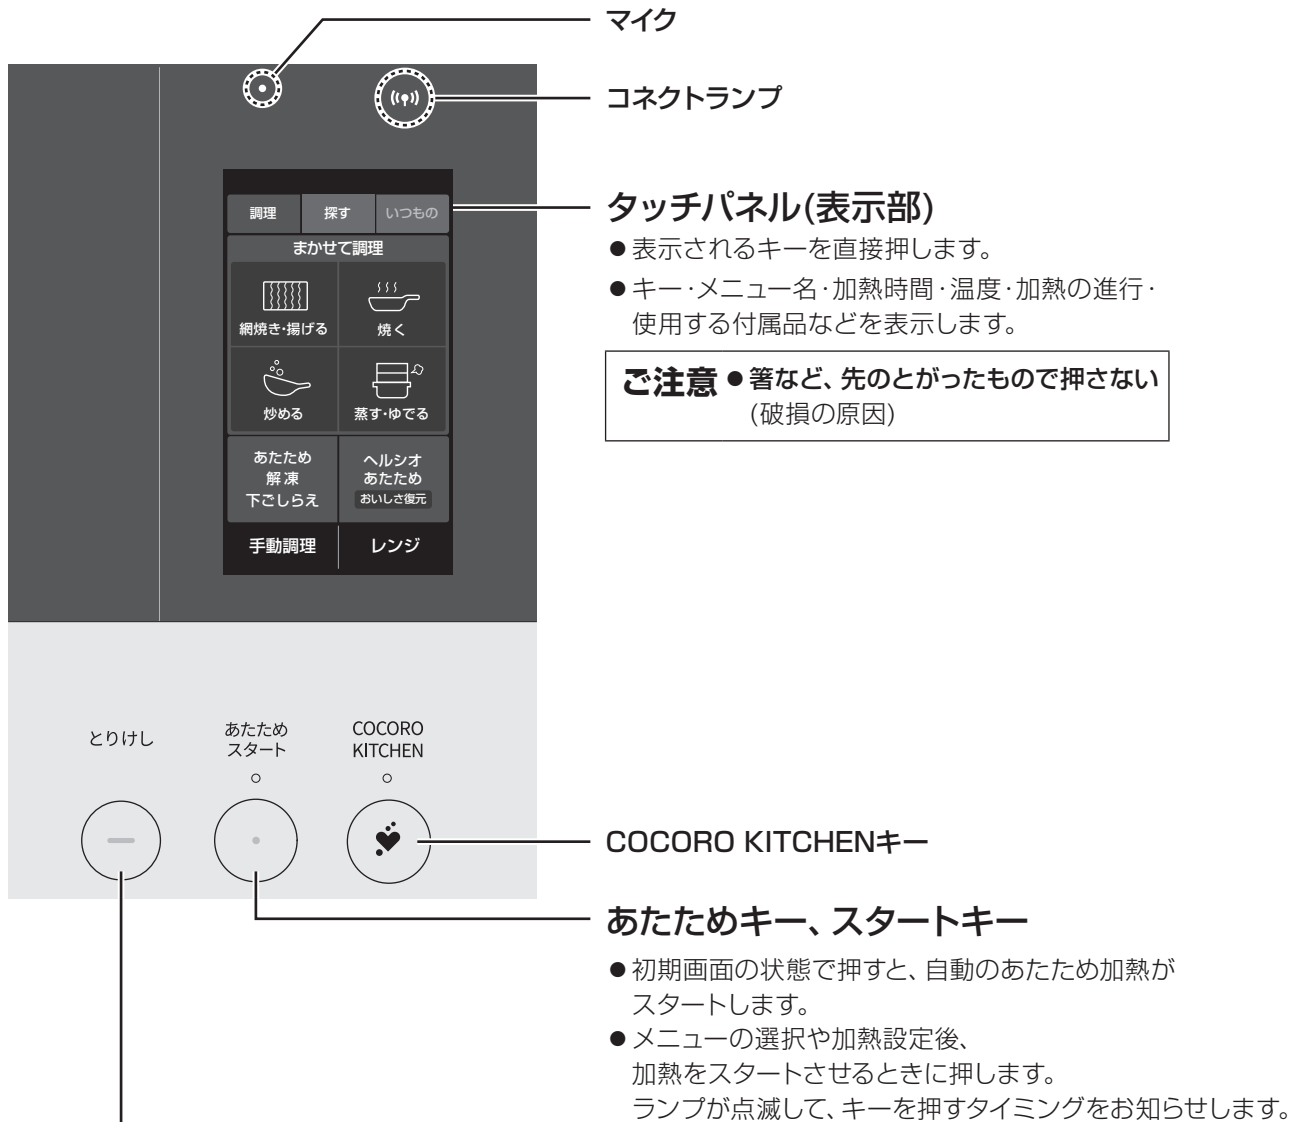 マイク
コネクトランプ
タッチパネル(表示部)
●表示されるキーを直接押します。
●キー・メニュー名・加熱時間・温度・加熱の進行・
使用する付属品などを表示します。
ご注意 ●箸など、先のとがったもので押さない
(破損の原因)
調理 探す いつもの
まかせて調理
網焼き・揚げる 焼く
炒める 蒸す・ゆでる
あたため
解凍
下ごしらえ
ヘルシオ
あたため
おいしさ復元
手動調理 レンジ
とりけし
あたため
スタート
COCORO
KITCHEN
COCORO KITCHENキー
あたためキー、スタートキー
●初期画面の状態で押すと、自動のあたため加熱が
スタートします。
●メニューの選択や加熱設定後、
加熱をスタートさせるときに押します。
ランプが点滅して、キーを押すタイミングをお知らせします。